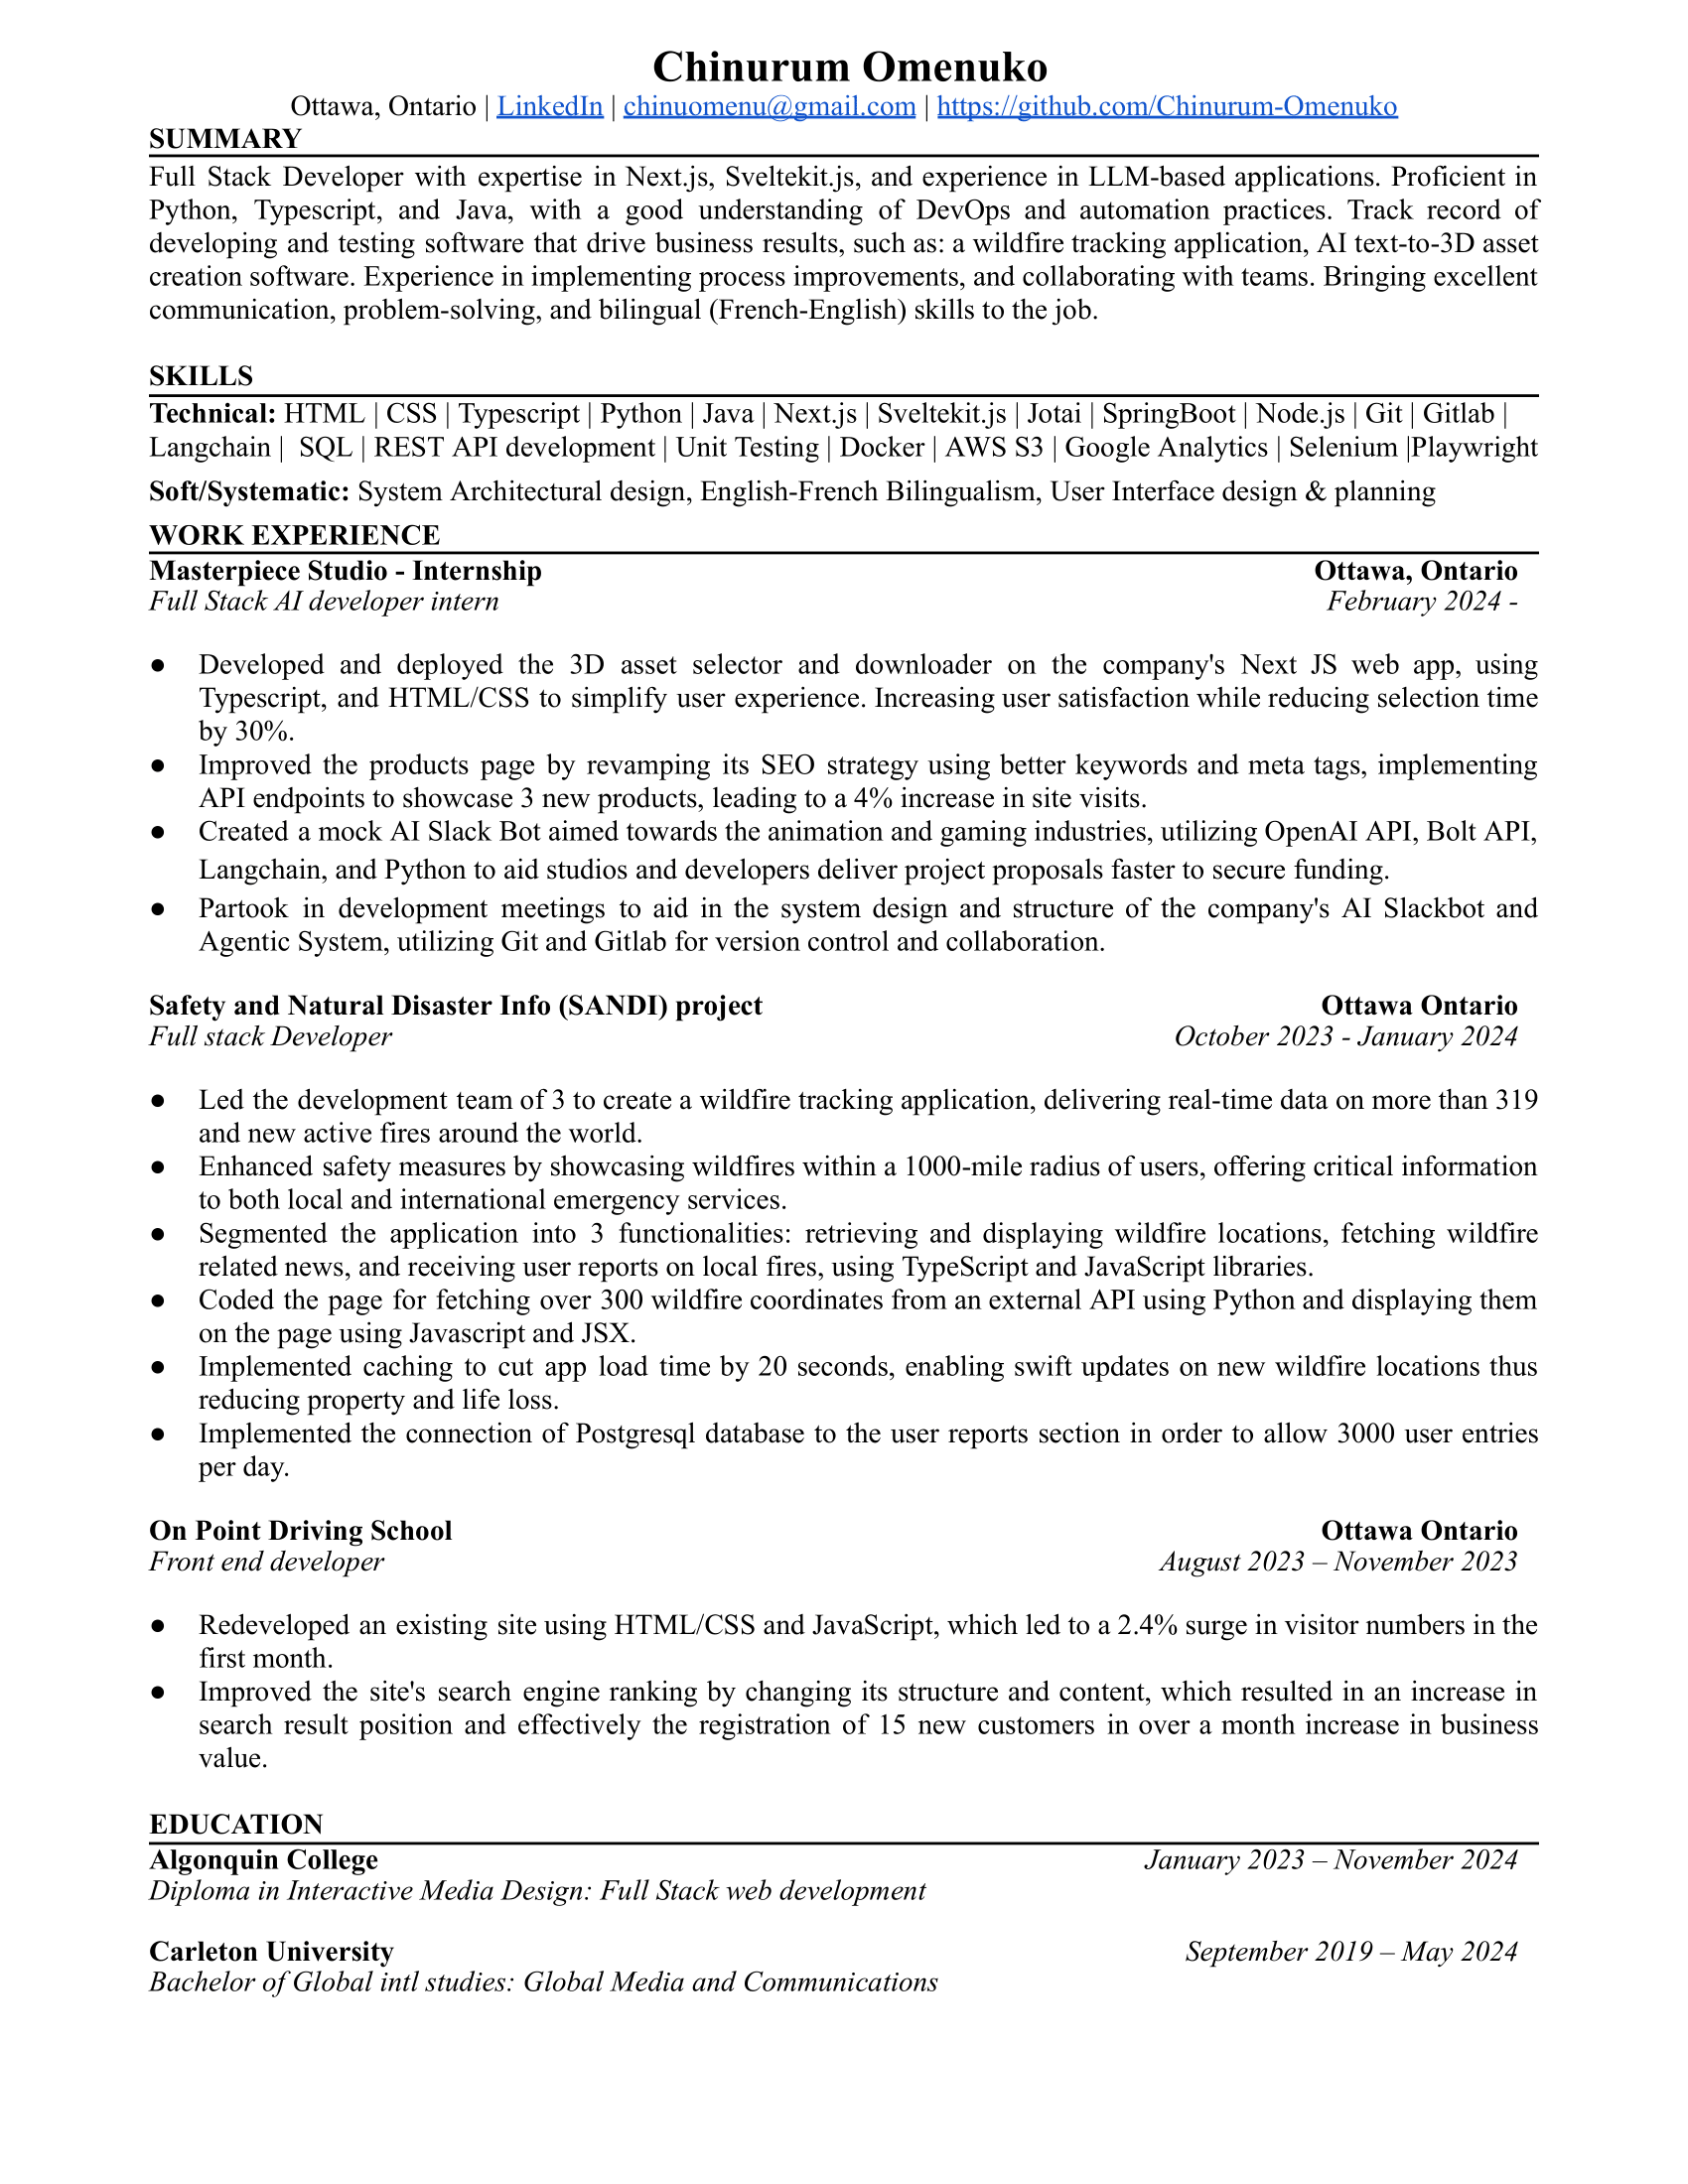 Chinurum Omenuko
Ottawa, Ontario | LinkedIn | chinuomenu@gmail.com | https://github.com/Chinurum-Omenuko
SUMMARY
Full Stack Developer with expertise in Next.js, Sveltekit.js, and experience in LLM-based applications. Proficient in
Python, Typescript, and Java, with a good understanding of DevOps and automation practices. Track record of
developing and testing software that drive business results, such as: a wildfire tracking application, AI text-to-3D asset
creation software. Experience in implementing process improvements, and collaborating with teams. Bringing excellent
communication, problem-solving, and bilingual (French-English) skills to the job.
SKILLS
Technical: HTML | CSS | Typescript | Python | Java | Next.js | Sveltekit.js | Jotai | SpringBoot | Node.js | Git | Gitlab |
Langchain | SQL | REST API development | Unit Testing | Docker | AWS S3 | Google Analytics | Selenium |Playwright
Soft/Systematic: System Architectural design, English-French Bilingualism, User Interface design & planning
WORK EXPERIENCE
Masterpiece Studio - Internship Ottawa, Ontario
Full Stack AI developer intern February 2024 -
● Developed and deployed the 3D asset selector and downloader on the company's Next JS web app, using
Typescript, and HTML/CSS to simplify user experience. Increasing user satisfaction while reducing selection time
by 30%.
● Improved the products page by revamping its SEO strategy using better keywords and meta tags, implementing
API endpoints to showcase 3 new products, leading to a 4% increase in site visits.
● Created a mock AI Slack Bot aimed towards the animation and gaming industries, utilizing OpenAI API, Bolt API,
Langchain, and Python to aid studios and developers deliver project proposals faster to secure funding.
● Partook in development meetings to aid in the system design and structure of the company's AI Slackbot and
Agentic System, utilizing Git and Gitlab for version control and collaboration.
Safety and Natural Disaster Info (SANDI) project Ottawa Ontario
Full stack Developer October 2023 - January 2024
● Led the development team of 3 to create a wildfire tracking application, delivering real-time data on more than 319
and new active fires around the world.
● Enhanced safety measures by showcasing wildfires within a 1000-mile radius of users, offering critical information
to both local and international emergency services.
● Segmented the application into 3 functionalities: retrieving and displaying wildfire locations, fetching wildfire
related news, and receiving user reports on local fires, using TypeScript and JavaScript libraries.
● Coded the page for fetching over 300 wildfire coordinates from an external API using Python and displaying them
on the page using Javascript and JSX.
● Implemented caching to cut app load time by 20 seconds, enabling swift updates on new wildfire locations thus
reducing property and life loss.
● Implemented the connection of Postgresql database to the user reports section in order to allow 3000 user entries
per day.
On Point Driving School Ottawa Ontario
Front end developer August 2023 – November 2023
● Redeveloped an existing site using HTML/CSS and JavaScript, which led to a 2.4% surge in visitor numbers in the
first month.
● Improved the site's search engine ranking by changing its structure and content, which resulted in an increase in
search result position and effectively the registration of 15 new customers in over a month increase in business
value.
EDUCATION
Algonquin College January 2023 – November 2024
Diploma in Interactive Media Design: Full Stack web development
Carleton University September 2019 – May 2024
Bachelor of Global intl studies: Global Media and Communications